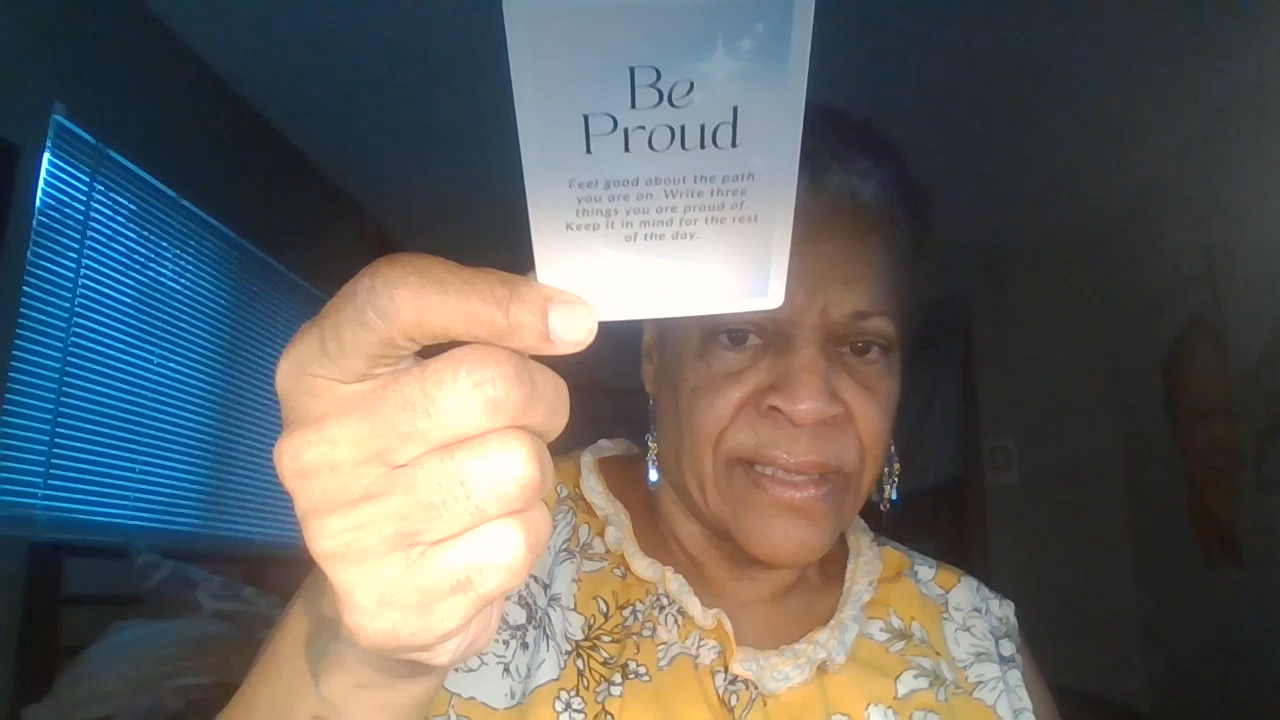 Be
Proud
Feel good about the path
you are on. Write three
things you are proud of.
Keep it in mind for the rest
of the day.